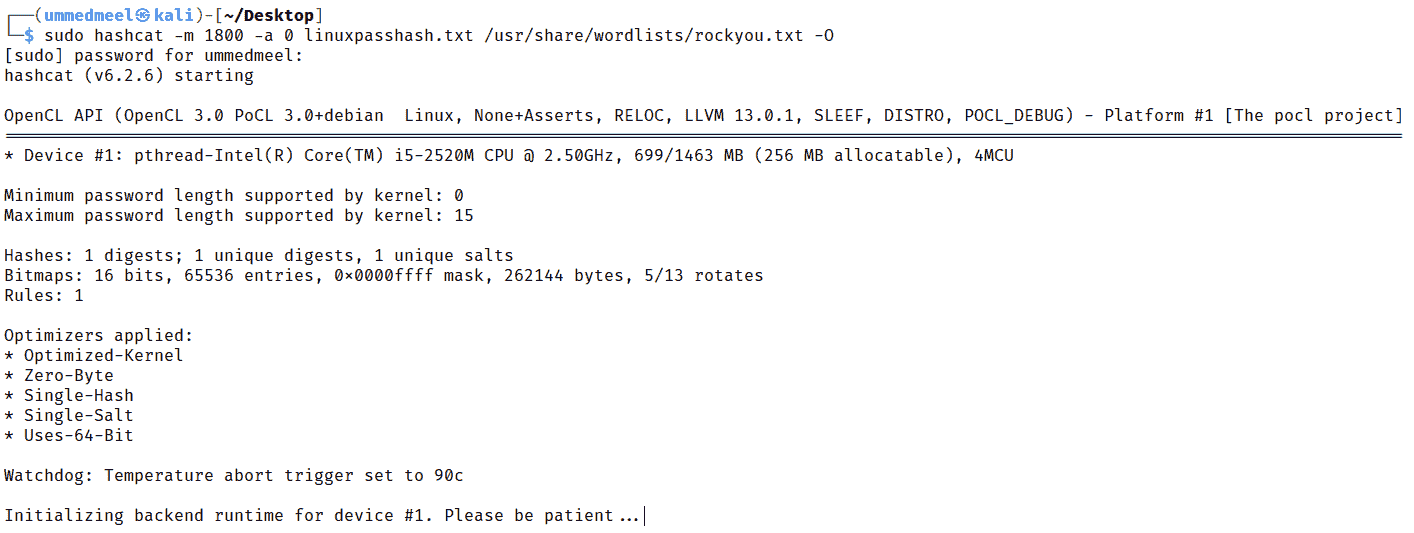 ┌──(ummedmeel㉿kali)-[~/Desktop]
└─$ sudo hashcat -m 1800 -a 0 linuxpasshash.txt /usr/share/wordlists/rockyou.txt -O
[sudo] password for ummedmeel:
hashcat (v6.2.6) starting
OpenCL API (OpenCL 3.0 PoCL 3.0+debian  Linux, None+Asserts, RELOC, LLVM 13.0.1, SLEEF, DISTRO, POCL_DEBUG) - Platform #1 [The pocl project]
============================================================================================================================================
* Device #1: pthread-Intel(R) Core(TM) i5-2520M CPU @ 2.50GHz, 699/1463 MB (256 MB allocatable), 4MCU
Minimum password length supported by kernel: 0
Maximum password length supported by kernel: 15
Hashes: 1 digests; 1 unique digests, 1 unique salts
Bitmaps: 16 bits, 65536 entries, 0x0000ffff mask, 262144 bytes, 5/13 rotates
Rules: 1
Optimizers applied:
* Optimized-Kernel
* Zero-Byte
* Single-Hash
* Single-Salt
* Uses-64-Bit
Watchdog: Temperature abort trigger set to 90c
Initializing backend runtime for device #1. Please be patient...